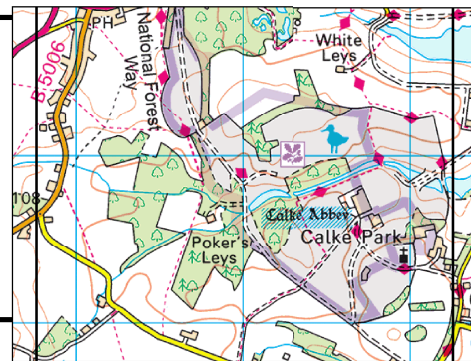 PH
B 5006
National Forest
Way
White
Leys
108
Calke Abbey
Poker's
Leys
Calke Park